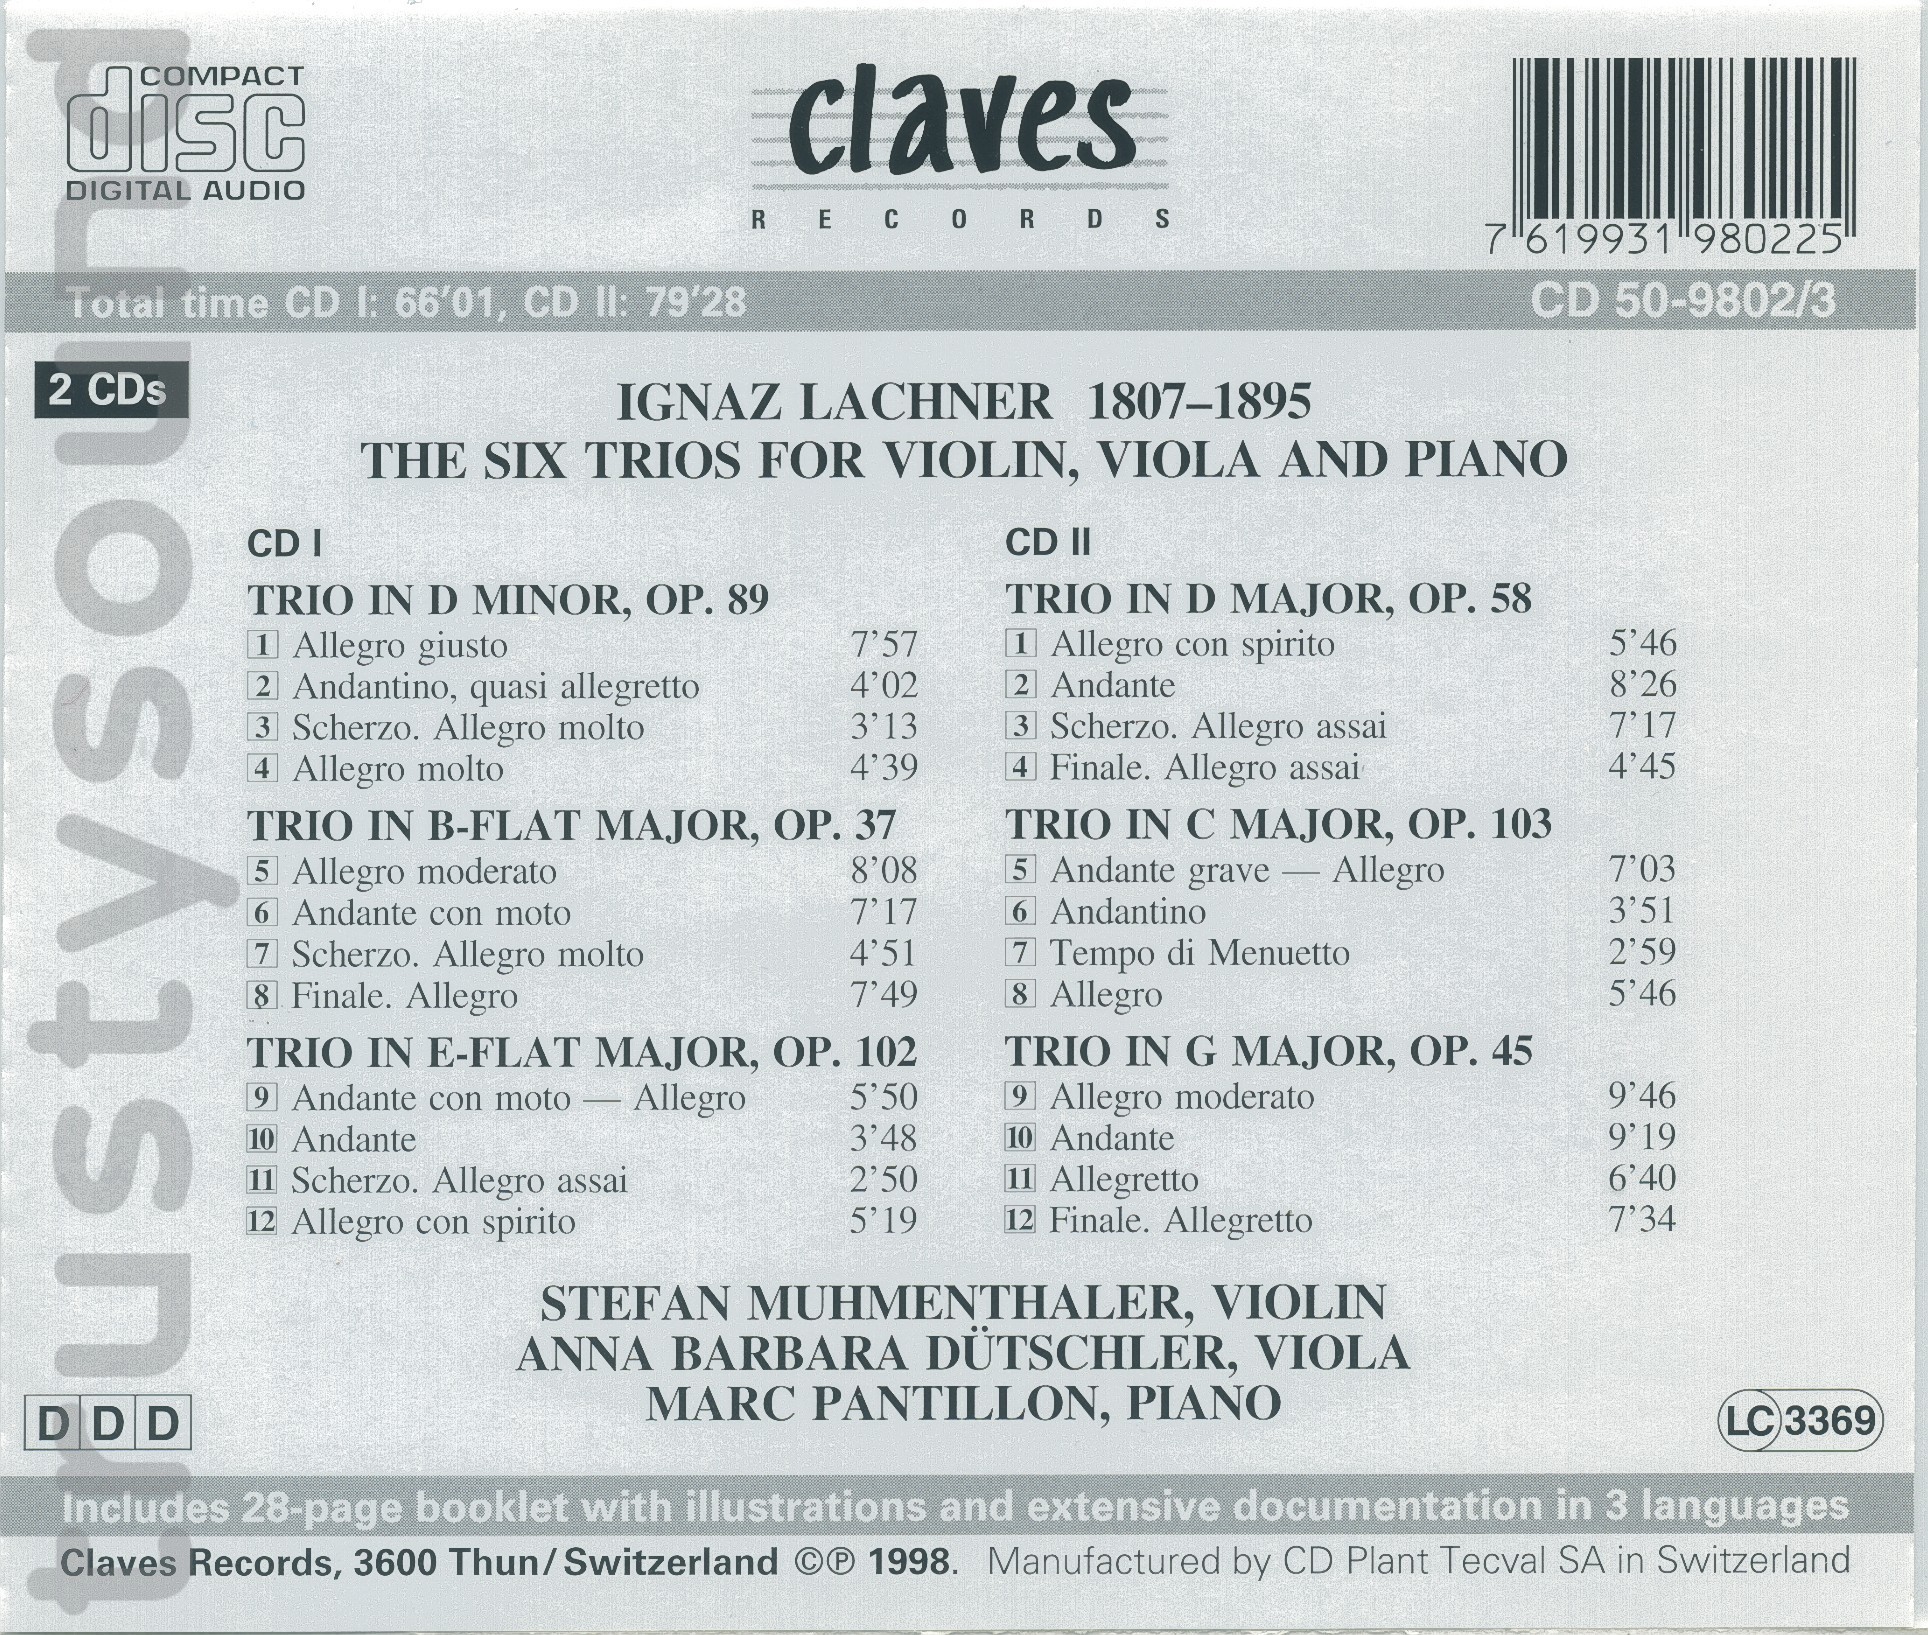 COMPACT
disc
DIGITAL AUDIO
claves
RECORDS
7 619931 980225
Total time CD I: 66'01, CD II: 79'28
CD 50-9802/3
2 CDs
IGNAZ LACHNER 1807–1895
THE SIX TRIOS FOR VIOLIN, VIOLA AND PIANO
CD I
TRIO IN D MINOR, OP. 89
1 Allegro giusto 7’57
2 Andantino, quasi allegretto 4’02
3 Scherzo. Allegro molto 3’13
4 Allegro molto 4’39
TRIO IN B-FLAT MAJOR, OP. 37
5 Allegro moderato 8’08
6 Andante con moto 7’17
7 Scherzo. Allegro molto 4’51
8 Finale. Allegro 7’49
TRIO IN E-FLAT MAJOR, OP. 102
9 Andante con moto — Allegro 5’50
10 Andante 3’48
11 Scherzo. Allegro assai 2’50
12 Allegro con spirito 5’19
CD II
TRIO IN D MAJOR, OP. 58
1 Allegro con spirito 5’46
2 Andante 8’26
3 Scherzo. Allegro assai 7’17
4 Finale. Allegro assai 4’45
TRIO IN C MAJOR, OP. 103
5 Andante grave — Allegro 7’03
6 Andantino 3’51
7 Tempo di Menuetto 2’59
8 Allegro 5’46
TRIO IN G MAJOR, OP. 45
9 Allegro moderato 9’46
10 Andante 9’19
11 Allegretto 6’40
12 Finale. Allegretto 7’34
STEFAN MUHMENTHALER, VIOLIN
ANNA BARBARA DÜTSCHLER, VIOLA
MARC PANTILLON, PIANO
D D D
LC 3369
Includes 28-page booklet with illustrations and extensive documentation in 3 languages
Claves Records, 3600 Thun/Switzerland ©℗ 1998. Manufactured by CD Plant Tecval SA in Switzerland
trustysound